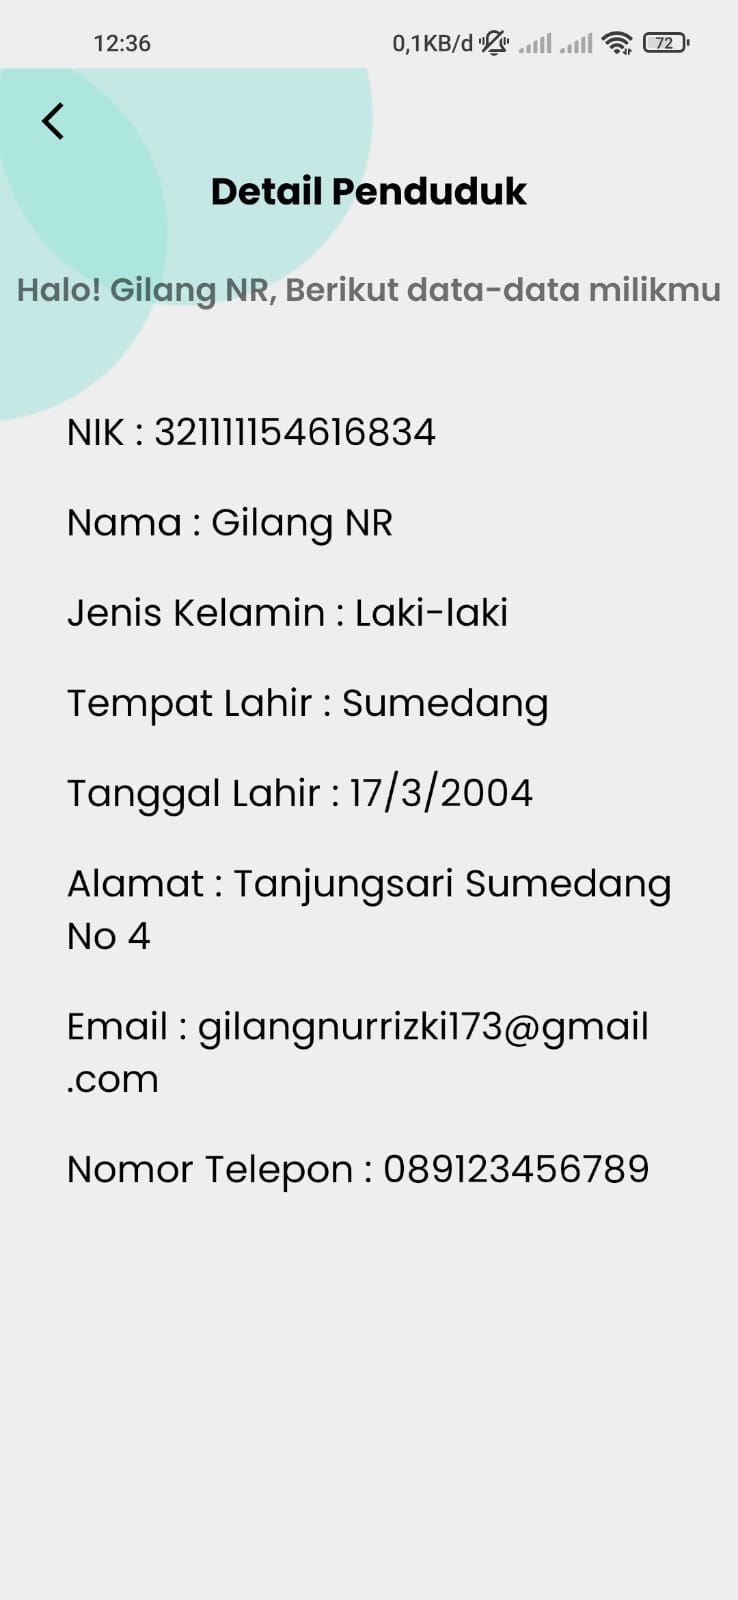 12:36
0,1KB/d
72
Detail Penduduk
Halo! Gilang NR, Berikut data-data milikmu
NIK : 321111154616834
Nama : Gilang NR
Jenis Kelamin : Laki-laki
Tempat Lahir : Sumedang
Tanggal Lahir : 17/3/2004
Alamat : Tanjungsari Sumedang
No 4
Email : gilangnurrizki173@gmail
.com
Nomor Telepon : 089123456789